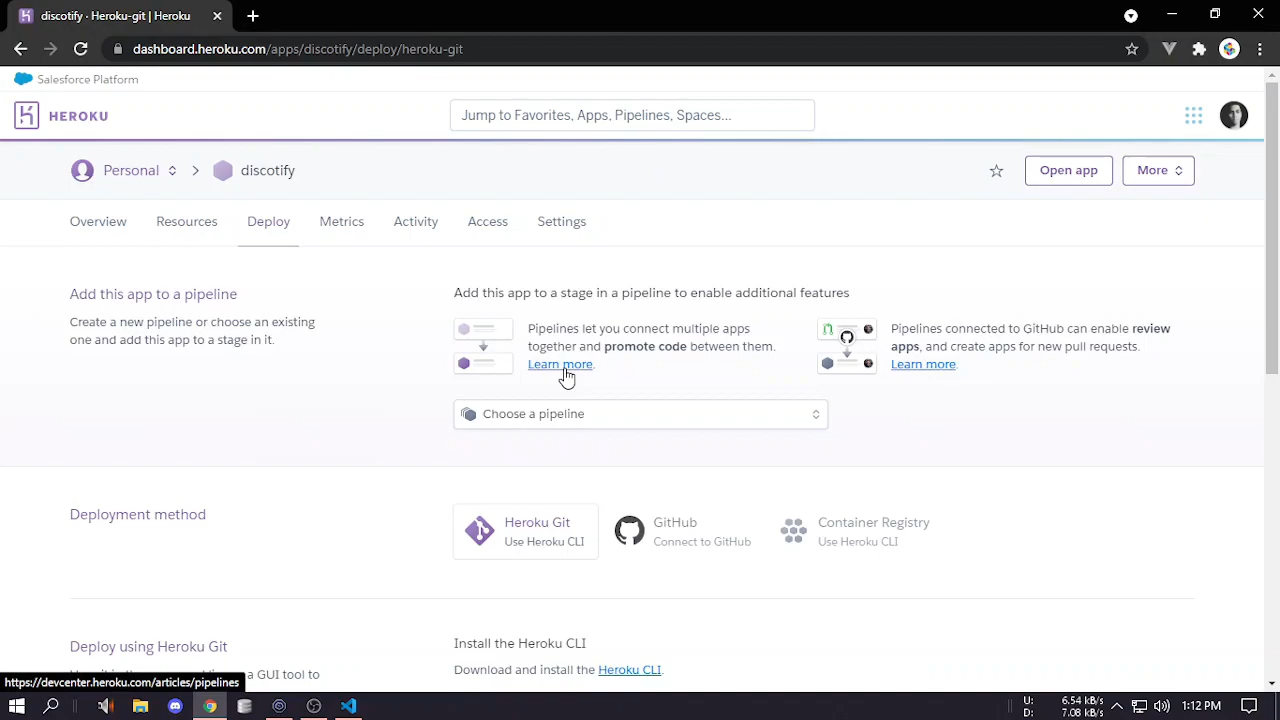 discotify · Heroku-git | Heroku
dashboard.heroku.com/apps/discotify/deploy/heroku-git
Salesforce Platform
HEROKU
Jump to Favorites, Apps, Pipelines, Spaces...
Personal
discotify
Open app
More
Overview
Resources
Deploy
Metrics
Activity
Access
Settings
Add this app to a pipeline
Create a new pipeline or choose an existing
one and add this app to a stage in it.
Add this app to a stage in a pipeline to enable additional features
Pipelines let you connect multiple apps
together and promote code between them.
Learn more.
Pipelines connected to GitHub can enable review
apps, and create apps for new pull requests.
Learn more.
Choose a pipeline
Deployment method
Heroku Git
Use Heroku CLI
GitHub
Connect to GitHub
Container Registry
Use Heroku CLI
Deploy using Heroku Git
a GUI tool to
Install the Heroku CLI
Download and install the Heroku CLI.
https://devcenter.heroku.com/articles/pipelines
U: 6.54 kB/s
D: 7.08 kB/s
1:12 PM